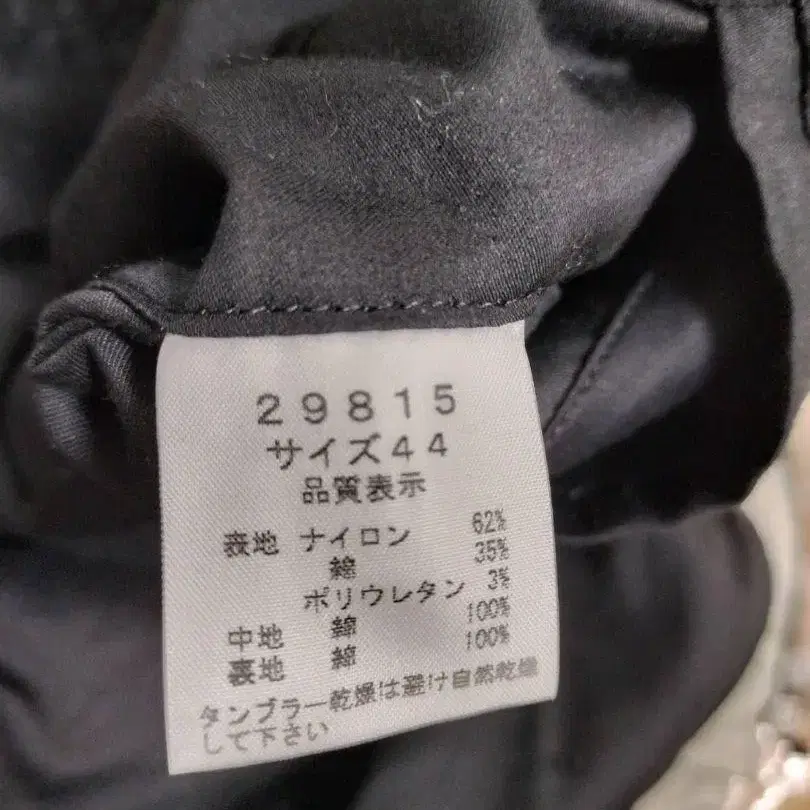 29815
サイズ44
品質表示
表地 ナイロン 62%
綿 35%
ポリウレタン 3%
中地 綿 100%
裏地 綿 100%
タンブラー乾燥は避け自然乾燥
して下さい